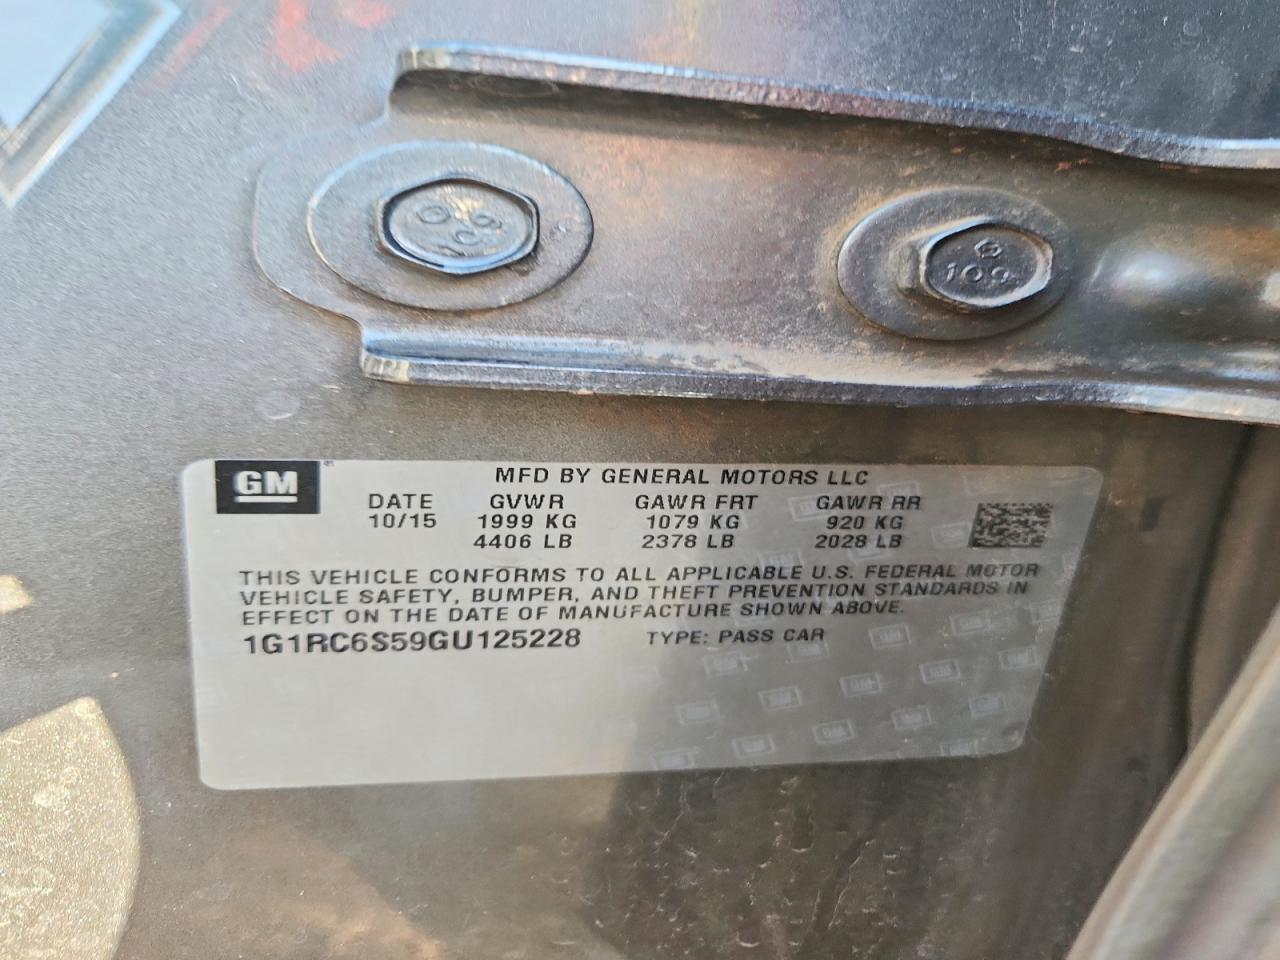 109
G
109
GM
MFD BY GENERAL MOTORS LLC
DATE GVWR GAWR FRT GAWR RR
10/15 1999 KG 1079 KG 920 KG
4406 LB 2378 LB 2028 LB
THIS VEHICLE CONFORMS TO ALL APPLICABLE U.S. FEDERAL MOTOR
VEHICLE SAFETY, BUMPER, AND THEFT PREVENTION STANDARDS IN
EFFECT ON THE DATE OF MANUFACTURE SHOWN ABOVE.
1G1RC6S59GU125228 TYPE: PASS CAR